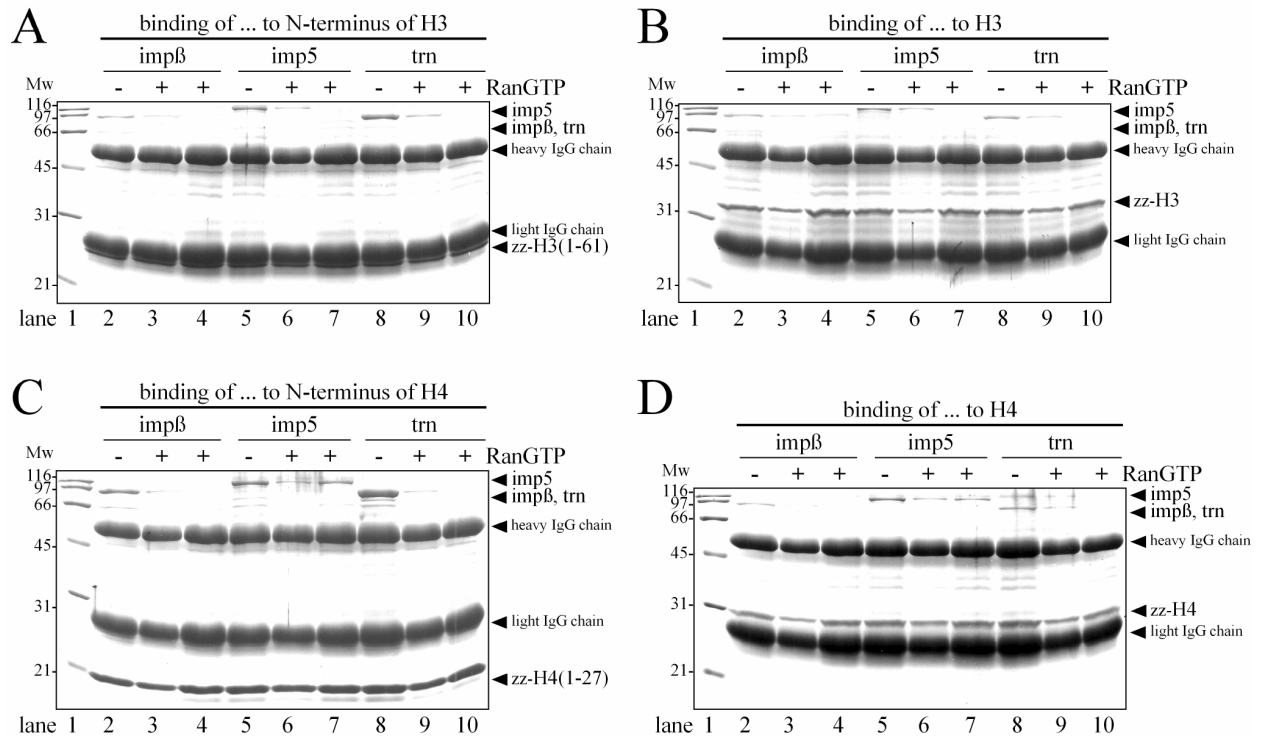 A
binding of ... to N-terminus of H3
impß imp5 trn
Mw - + + - + + - + + RanGTP
116 imp5
97
66 impß, trn
heavy IgG chain
45
31
light IgG chain
zz-H3(1-61)
21
lane 1 2 3 4 5 6 7 8 9 10
B
binding of ... to H3
impß imp5 trn
Mw - + + - + + - + + RanGTP
116 imp5
97
66 impß, trn
heavy IgG chain
45
zz-H3
31
light IgG chain
21
lane 1 2 3 4 5 6 7 8 9 10
C
binding of ... to N-terminus of H4
impß imp5 trn
Mw - + + - + + - + + RanGTP
116 imp5
97
impß, trn
66
heavy IgG chain
45
31
light IgG chain
21
zz-H4(1-27)
lane 1 2 3 4 5 6 7 8 9 10
D
binding of ... to H4
impß imp5 trn
Mw - + + - + + - + + RanGTP
116 imp5
97
66 impß, trn
heavy IgG chain
45
31
zz-H4
light IgG chain
21
lane 1 2 3 4 5 6 7 8 9 10